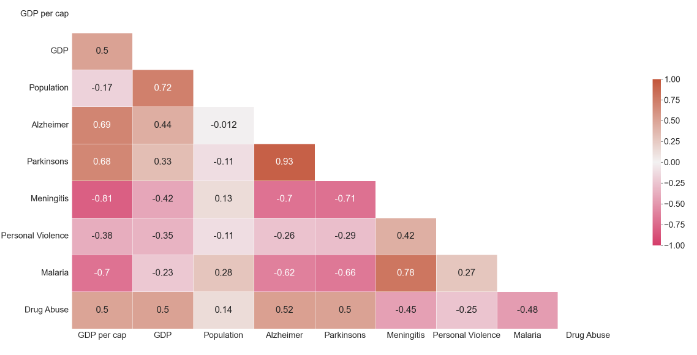 GDP per cap
GDP 0.5
Population -0.17 0.72
Alzheimer 0.69 0.44 -0.012
Parkinsons 0.68 0.33 -0.11 0.93
Meningitis -0.81 -0.42 0.13 -0.7 -0.71
Personal Violence -0.38 -0.35 -0.11 -0.26 -0.29 0.42
Malaria -0.7 -0.23 0.28 -0.62 -0.66 0.78 0.27
Drug Abuse 0.5 0.5 0.14 0.52 0.5 -0.45 -0.25 -0.48
GDP per cap GDP Population Alzheimer Parkinsons Meningitis Personal Violence Malaria Drug Abuse
1.00
0.75
0.50
0.25
0.00
−0.25
−0.50
−0.75
−1.00